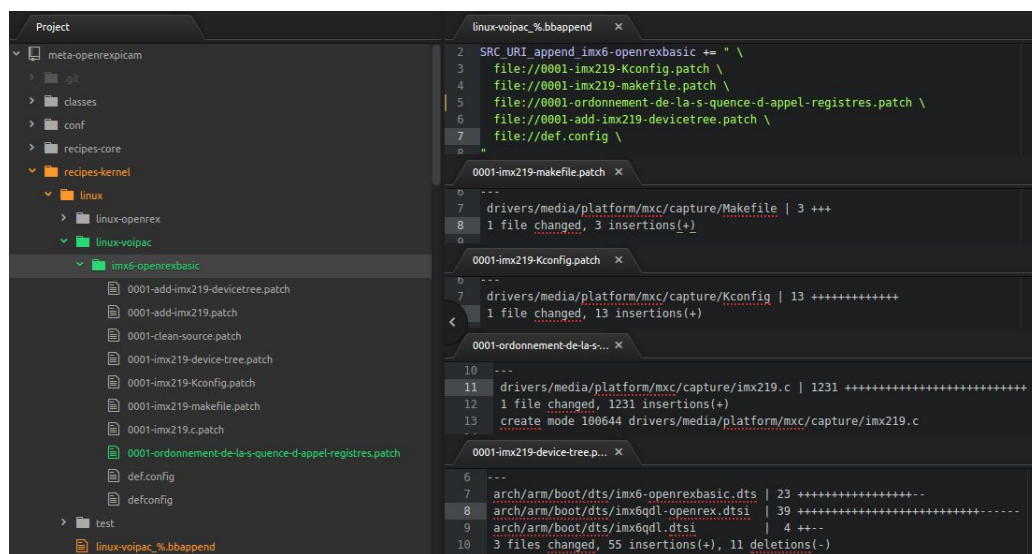 Project
meta-openrexpicam
.git
classes
conf
recipes-core
recipes-kernel
linux
linux-openrex
linux-voipac
imx6-openrexbasic
0001-add-imx219-devicetree.patch
0001-add-imx219.patch
0001-clean-source.patch
0001-imx219-device-tree.patch
0001-imx219-Kconfig.patch
0001-imx219-makefile.patch
0001-imx219.c.patch
0001-ordonnement-de-la-s-quence-d-appel-registres.patch
def.config
defconfig
test
linux-voipac_%.bbappend
linux-voipac_%.bbappend ×
2 SRC_URI_append_imx6-openrexbasic += " \
3 file://0001-imx219-Kconfig.patch \
4 file://0001-imx219-makefile.patch \
5 file://0001-ordonnement-de-la-s-quence-d-appel-registres.patch \
6 file://0001-add-imx219-devicetree.patch \
7 file://def.config \
8 "
0001-imx219-makefile.patch ×
6 ---
7 drivers/media/platform/mxc/capture/Makefile | 3 +++
8 1 file changed, 3 insertions(+)
9
0001-imx219-Kconfig.patch ×
6 ---
7 drivers/media/platform/mxc/capture/Kconfig | 13 +++++++++++++
1 file changed, 13 insertions(+)
0001-ordonnement-de-la-s-... ×
10 ---
11 drivers/media/platform/mxc/capture/imx219.c | 1231 ++++++++++++++++++++++++++++
12 1 file changed, 1231 insertions(+)
13 create mode 100644 drivers/media/platform/mxc/capture/imx219.c
0001-imx219-device-tree.p... ×
6 ---
7 arch/arm/boot/dts/imx6-openrexbasic.dts | 23 ++++++++++++++++++--
8 arch/arm/boot/dts/imx6qdl-openrex.dtsi | 39 ++++++++++++++++++++++++++++------
9 arch/arm/boot/dts/imx6qdl.dtsi | 4 ++--
10 3 files changed, 55 insertions(+), 11 deletions(-)